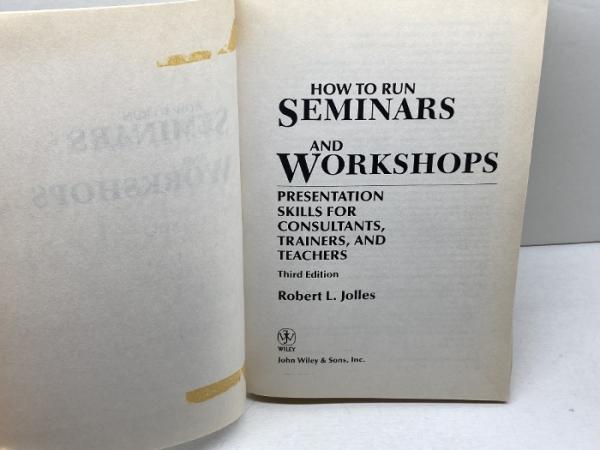 HOW TO RUN
SEMINARS
AND
WORKSHOPS
PRESENTATION
SKILLS FOR
CONSULTANTS,
TRAINERS, AND
TEACHERS
Third Edition
Robert L. Jolles
WILEY
John Wiley & Sons, Inc.